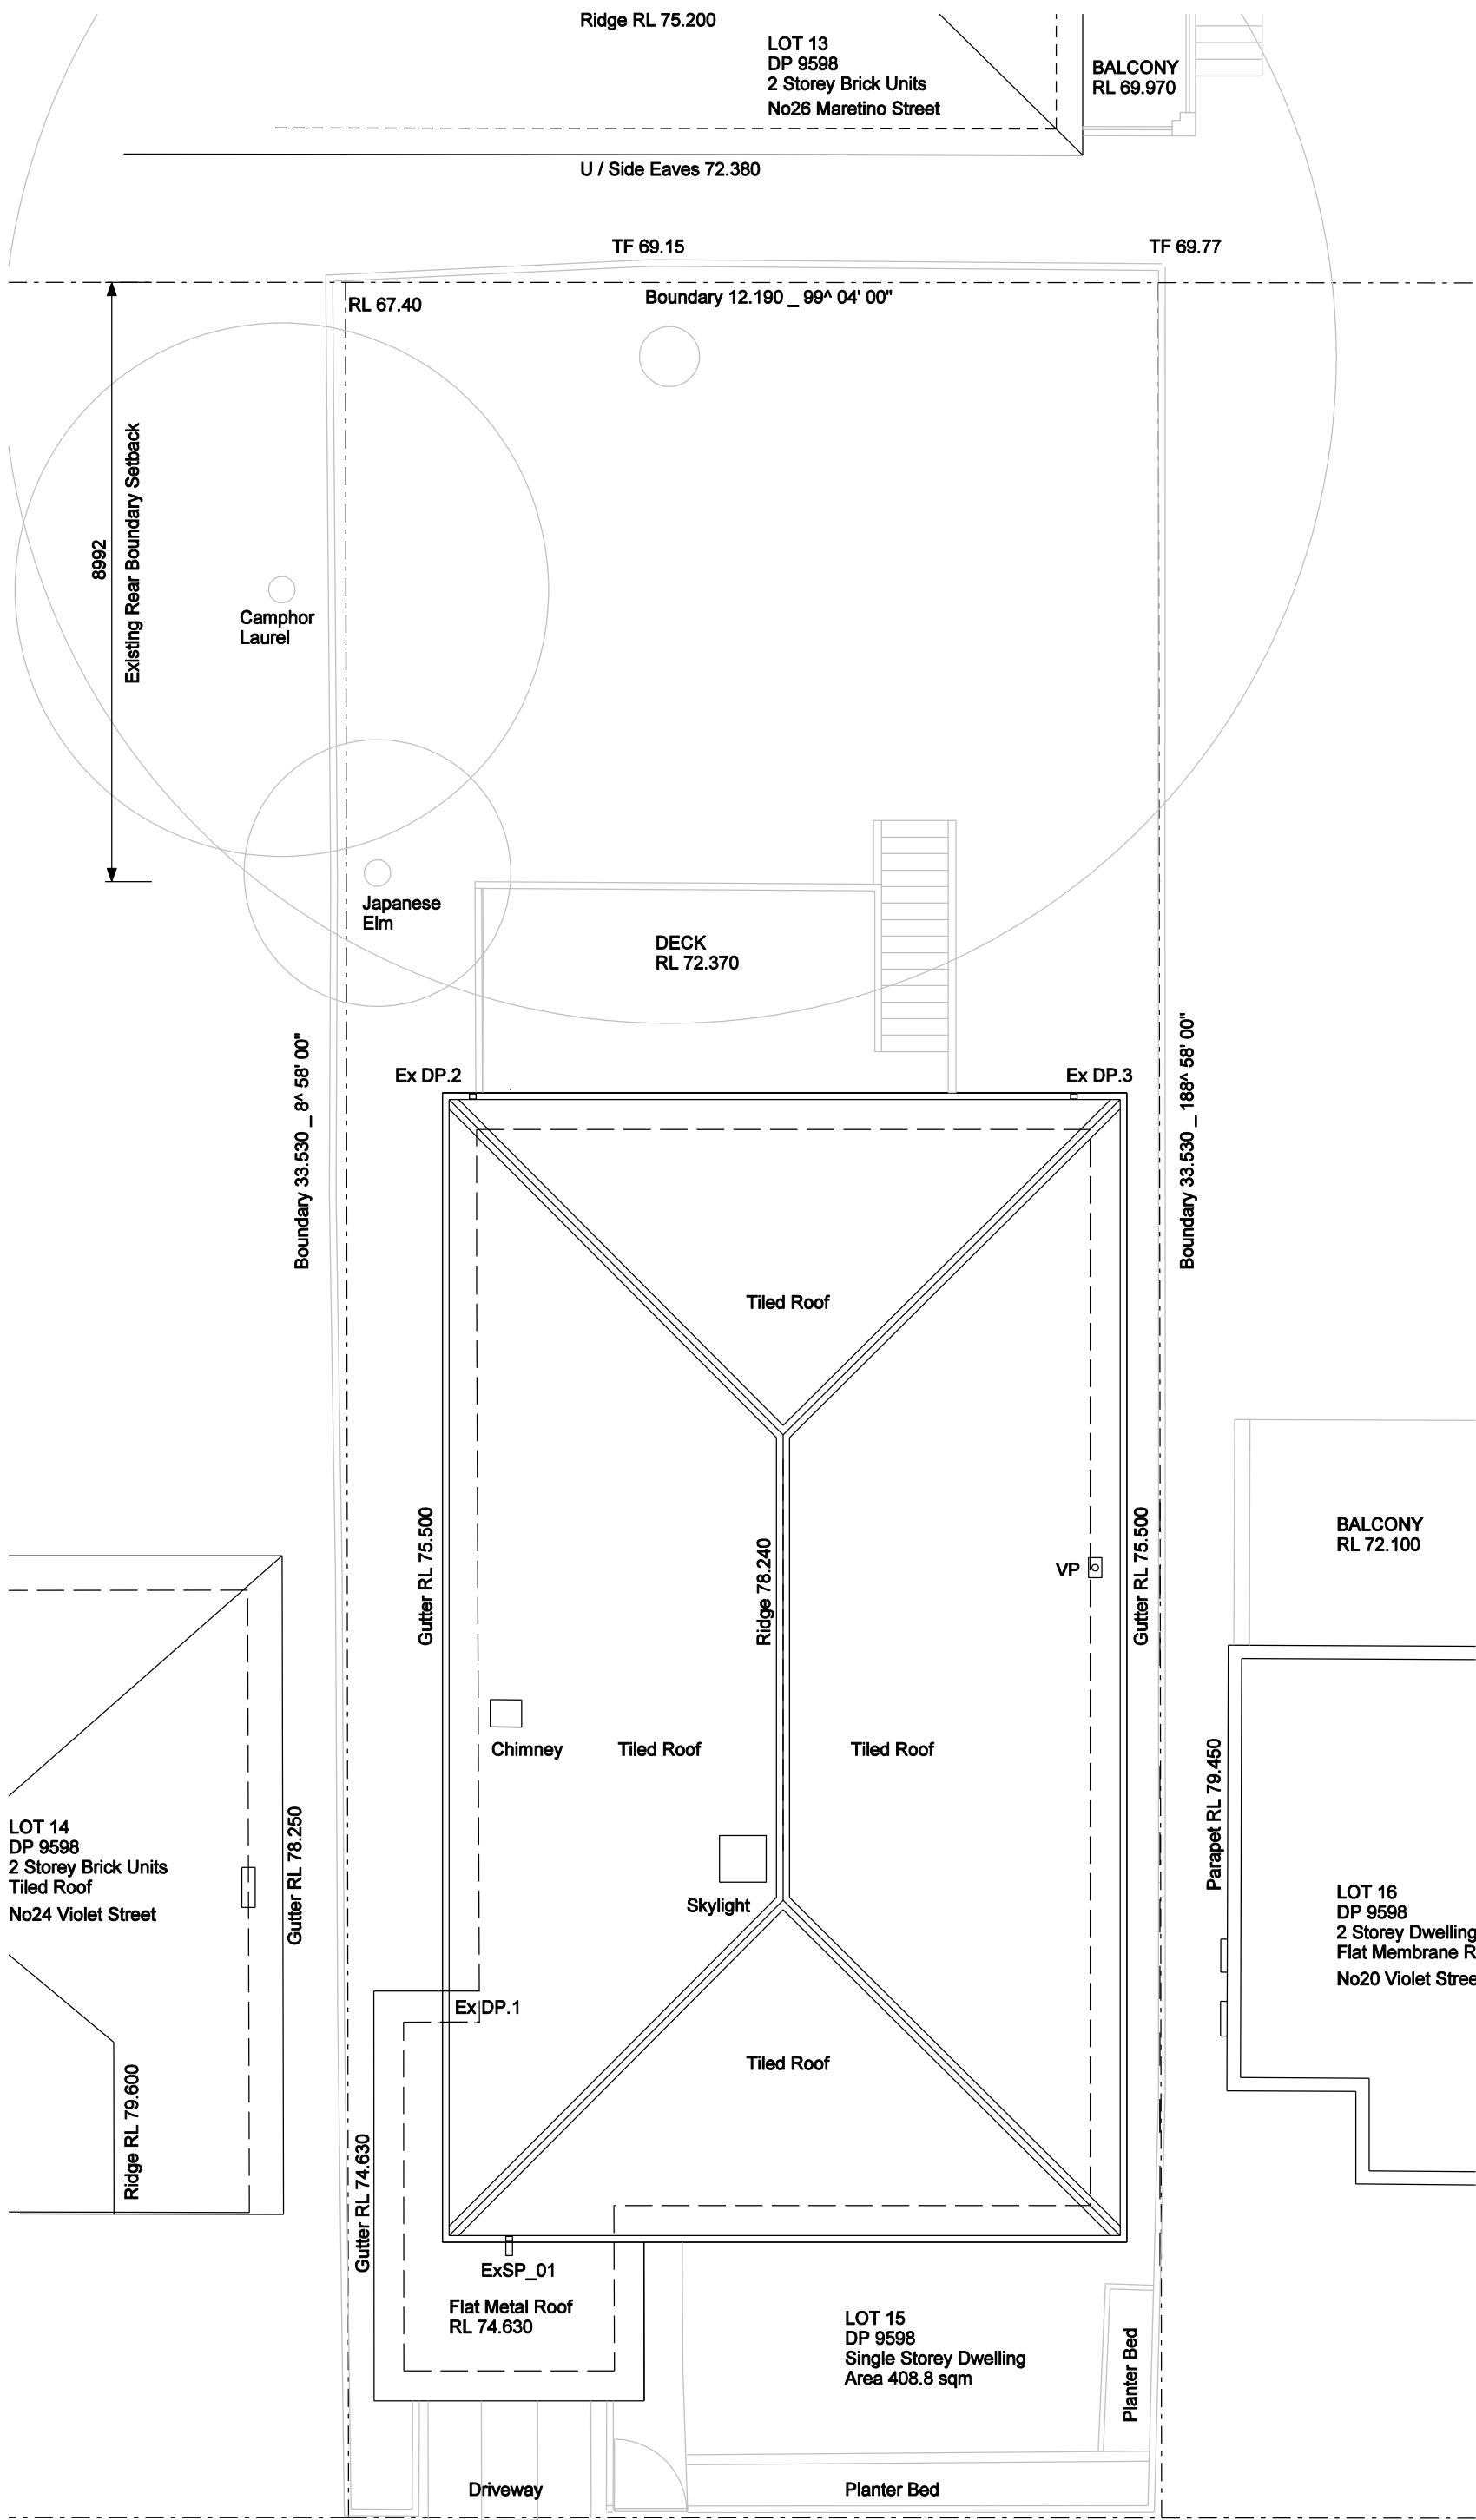 Ridge RL 75.200
LOT 13
DP 9598
2 Storey Brick Units
No26 Maretino Street
BALCONY
RL 69.970
U / Side Eaves 72.380
TF 69.15
TF 69.77
RL 67.40
Boundary 12.190 _ 99^ 04' 00"
8992
Existing Rear Boundary Setback
Camphor
Laurel
Japanese
Elm
DECK
RL 72.370
Boundary 33.530 _ 8^ 58' 00"
Boundary 33.530 _ 188^ 58' 00"
Ex DP.2
Ex DP.3
Tiled Roof
Gutter RL 75.500
Ridge 78.240
VP
Gutter RL 75.500
BALCONY
RL 72.100
Chimney
Tiled Roof
Tiled Roof
Parapet RL 79.450
LOT 14
DP 9598
2 Storey Brick Units
Tiled Roof
No24 Violet Street
Gutter RL 78.250
Skylight
LOT 16
DP 9598
2 Storey Dwelling
Flat Membrane R
No20 Violet Stree
Ex DP.1
Tiled Roof
Ridge RL 79.600
Gutter RL 74.630
ExSP_01
Flat Metal Roof
RL 74.630
LOT 15
DP 9598
Single Storey Dwelling
Area 408.8 sqm
Planter Bed
Driveway
Planter Bed